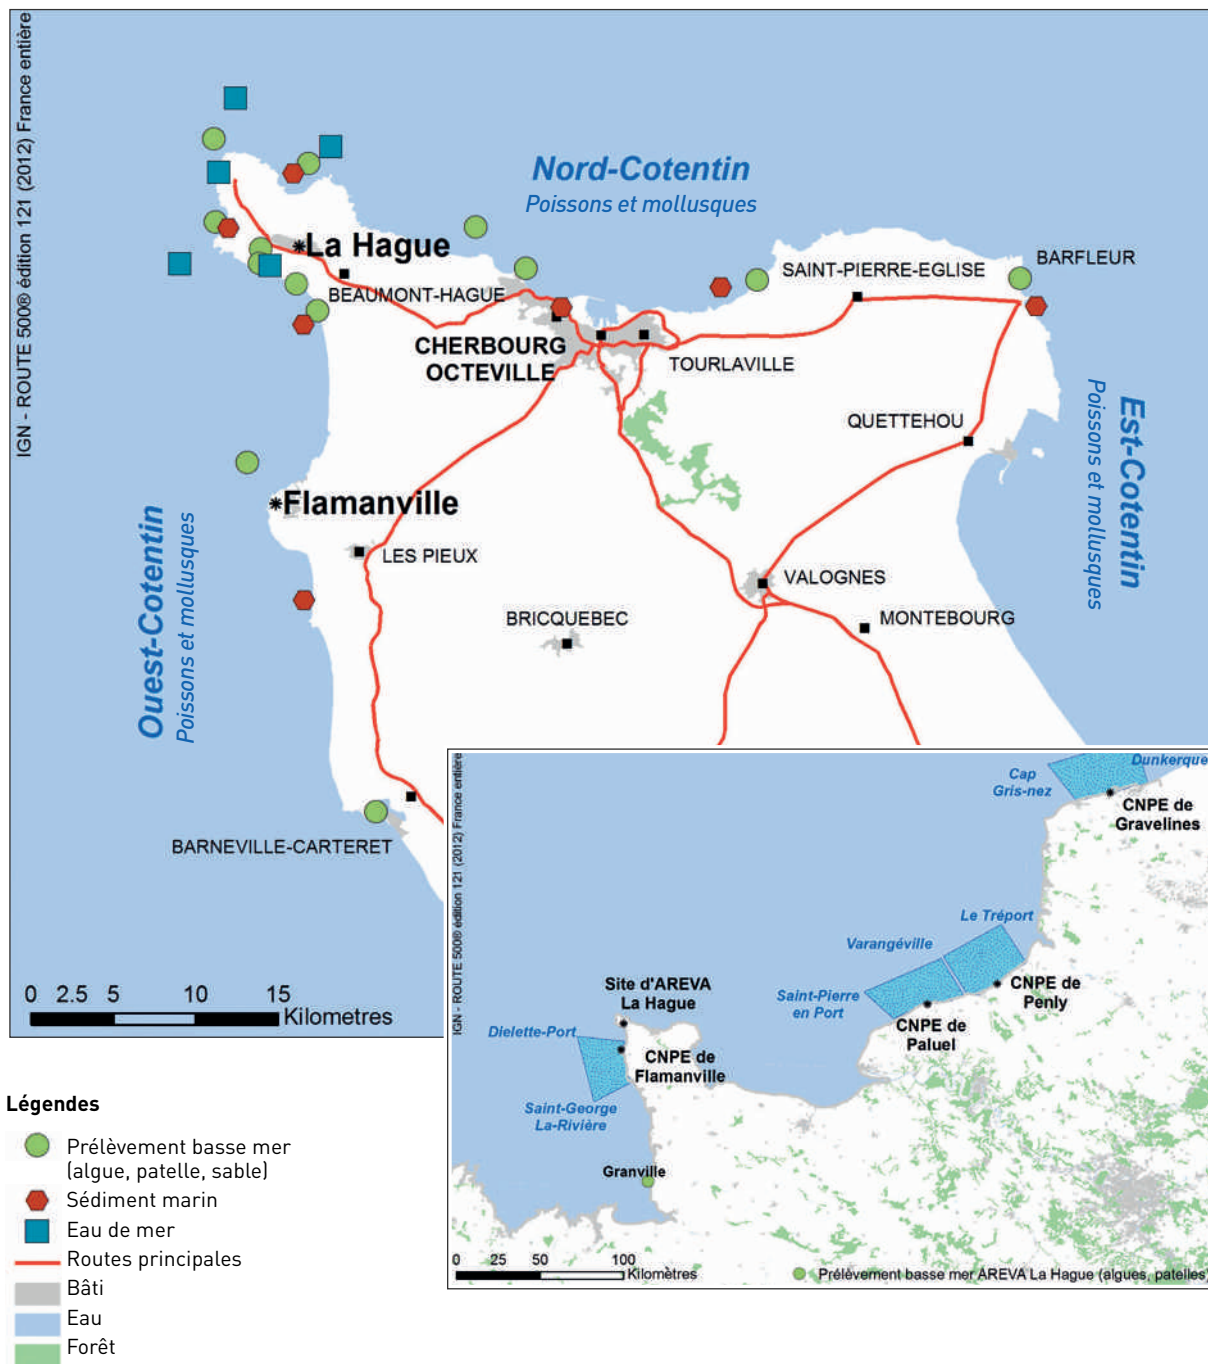 IGN - ROUTE 500® édition 121 (2012) France entière
Nord-Cotentin
Poissons et mollusques
La Hague
BEAUMONT-HAGUE
SAINT-PIERRE-EGLISE
BARFLEUR
CHERBOURG
OCTEVILLE
TOURLAVILLE
QUETTEHOU
Est-Cotentin
Poissons et mollusques
Flamanville
LES PIEUX
Ouest-Cotentin
Poissons et mollusques
VALOGNES
BRICQUEBEC
MONTEBOURG
BARNEVILLE-CARTERET
0 2.5 5 10 15
Kilometres
IGN - ROUTE 500® édition 121 (2012) France entière
Dunkerque
Cap
Gris-nez
CNPE de
Gravelines
Le Tréport
Varangéville
CNPE de
Penly
Saint-Pierre
en Port
CNPE de
Paluel
Site d'AREVA
La Hague
Dielette-Port
CNPE de
Flamanville
Saint-George
La-Rivière
Granville
0 25 50 100
Kilomètres
Prélèvement basse mer AREVA La Hague (algues, patelles)
Légendes
Prélèvement basse mer
(algue, patelle, sable)
Sédiment marin
Eau de mer
Routes principales
Bâti
Eau
Forêt